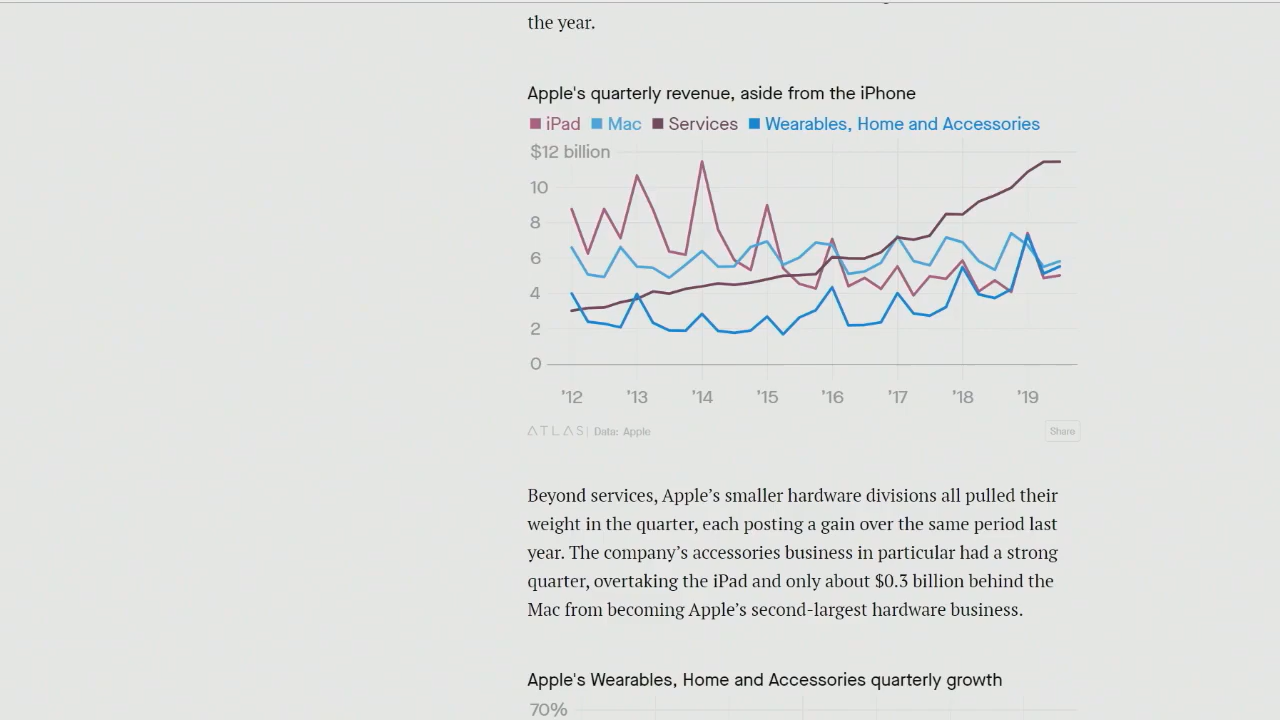 the year.
Apple's quarterly revenue, aside from the iPhone
iPad Mac Services Wearables, Home and Accessories
$12 billion
10
8
6
4
2
0
’12 ’13 ’14 ’15 ’16 ’17 ’18 ’19
ATLAS | Data: Apple
Share
Beyond services, Apple’s smaller hardware divisions all pulled their
weight in the quarter, each posting a gain over the same period last
year. The company’s accessories business in particular had a strong
quarter, overtaking the iPad and only about $0.3 billion behind the
Mac from becoming Apple’s second-largest hardware business.
Apple's Wearables, Home and Accessories quarterly growth
70%